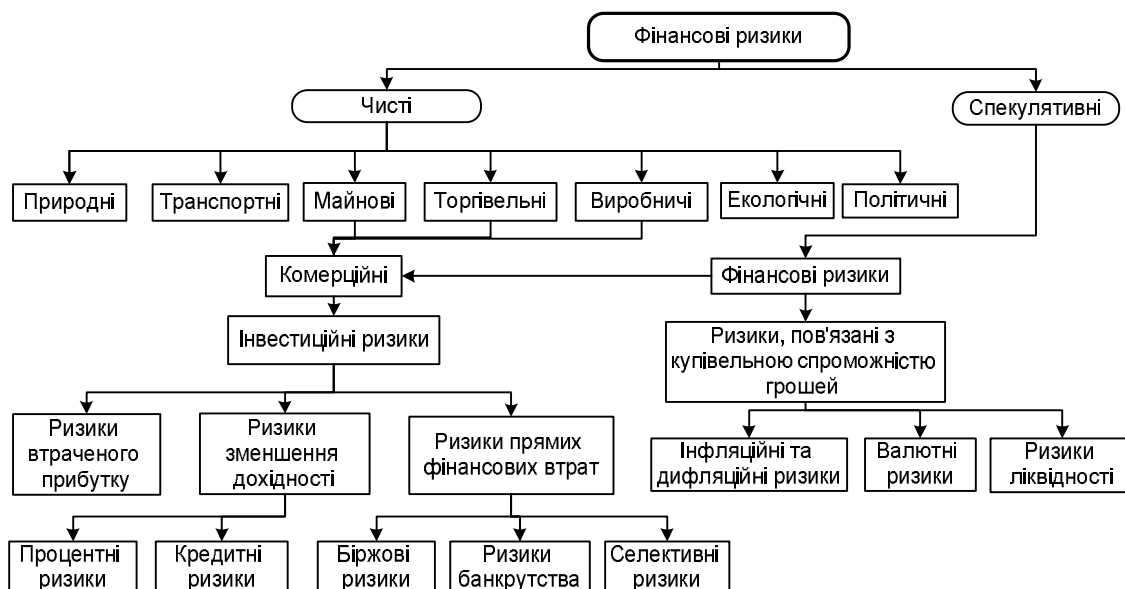 Фінансові ризики
Чисті
Спекулятивні
Природні
Транспортні
Майнові
Торгівельні
Виробничі
Екологічні
Політичні
Комерційні
Фінансові ризики
Інвестиційні ризики
Ризики, пов'язані з
купівельною спроможністю
грошей
Ризики
втраченого
прибутку
Ризики
зменшення
дохідності
Ризики прямих
фінансових втрат
Інфляційні та
дифляційні ризики
Валютні
ризики
Ризики
ліквідності
Процентні
ризики
Кредитні
ризики
Біржові
ризики
Ризики
банкрутства
Селективні
ризики